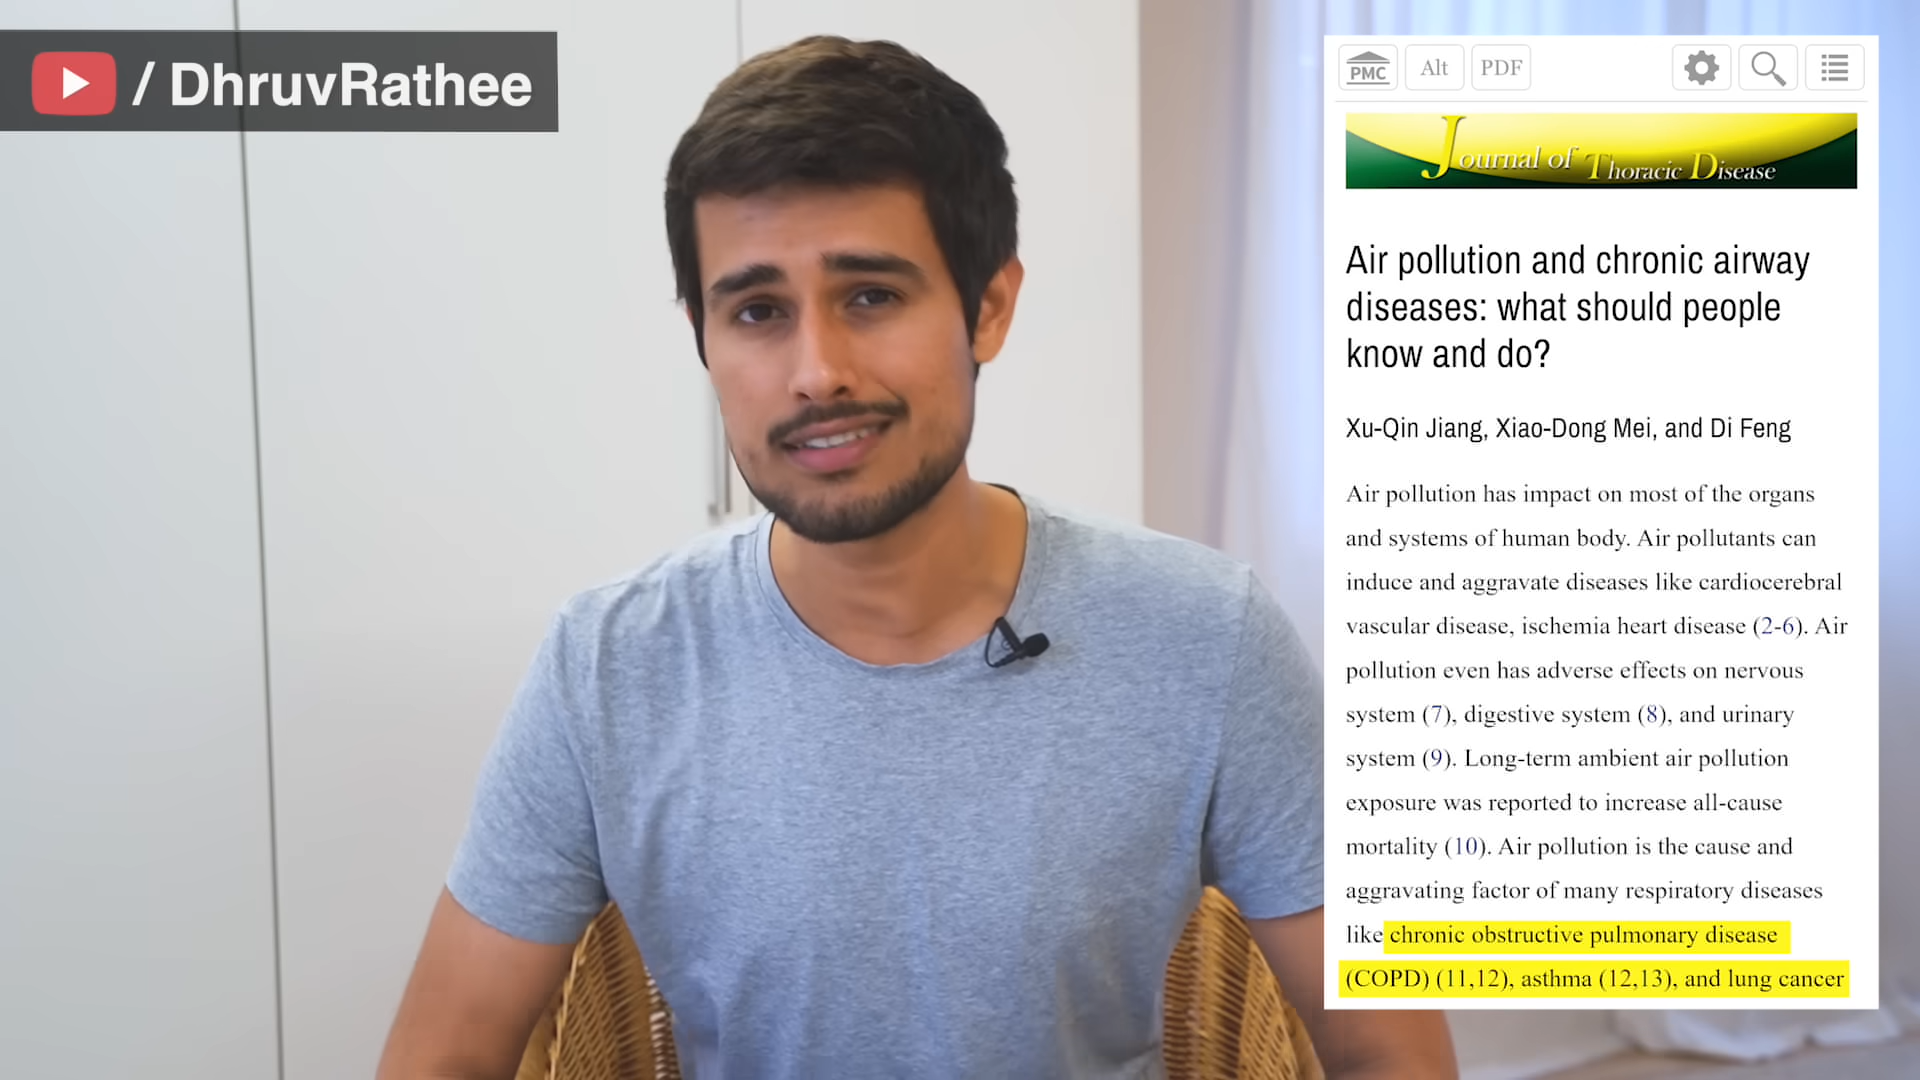 / DhruvRathee
PMC Alt PDF
Journal of Thoracic Disease
Air pollution and chronic airway
diseases: what should people
know and do?
Xu-Qin Jiang, Xiao-Dong Mei, and Di Feng
Air pollution has impact on most of the organs
and systems of human body. Air pollutants can
induce and aggravate diseases like cardiocerebral
vascular disease, ischemia heart disease (2-6). Air
pollution even has adverse effects on nervous
system (7), digestive system (8), and urinary
system (9). Long-term ambient air pollution
exposure was reported to increase all-cause
mortality (10). Air pollution is the cause and
aggravating factor of many respiratory diseases
like chronic obstructive pulmonary disease
(COPD) (11,12), asthma (12,13), and lung cancer